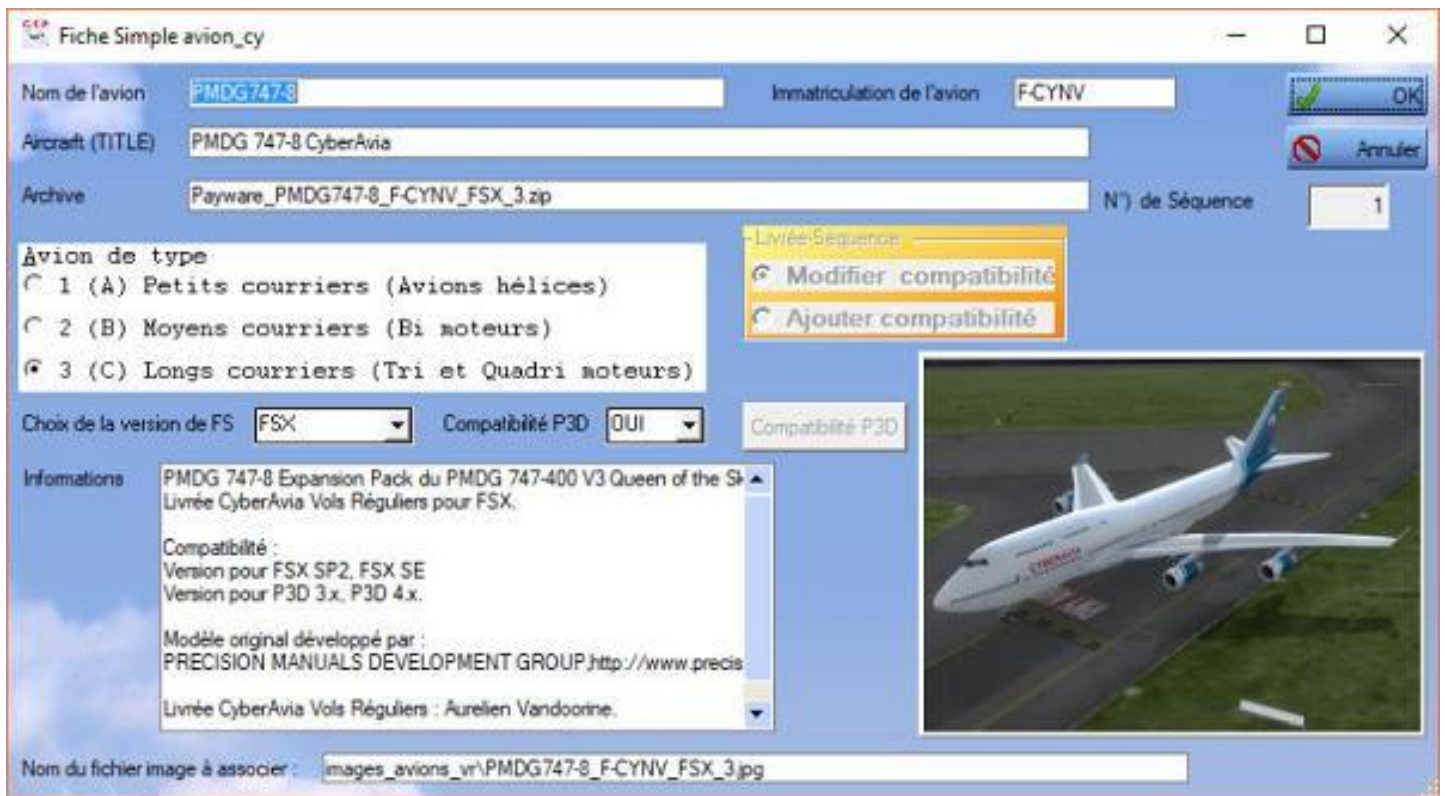 Fiche Simple avion_cy
Nom de l'avion PMDG747-8 Immatriculation de l'avion F-CYNV OK
Aircraft (TITLE) PMDG 747-8 CyberAvia Annuler
Archive Payware_PMDG747-8_F-CYNV_FSX_3.zip N°) de Séquence 1
Avion de type
1 (A) Petits courriers (Avions hélices)
2 (B) Moyens courriers (Bi moteurs)
3 (C) Longs courriers (Tri et Quadri moteurs)
Livrée-Séquence
Modifier compatibilité
Ajouter compatibilité
Choix de la version de FS FSX Compatibilité P3D OUI Compatibilité P3D
Informations
PMDG 747-8 Expansion Pack du PMDG 747-400 V3 Queen of the Sk
Livrée CyberAvia Vols Réguliers pour FSX.
Compatibilité :
Version pour FSX SP2, FSX SE
Version pour P3D 3.x, P3D 4.x.
Modèle original développé par :
PRECISION MANUALS DEVELOPMENT GROUP,http://www.precis
Livrée CyberAvia Vols Réguliers : Aurelien Vandoorine.
CYBERAVIA
Nom du fichier image à associer : images_avions_vr\PMDG747-8_F-CYNV_FSX_3.jpg